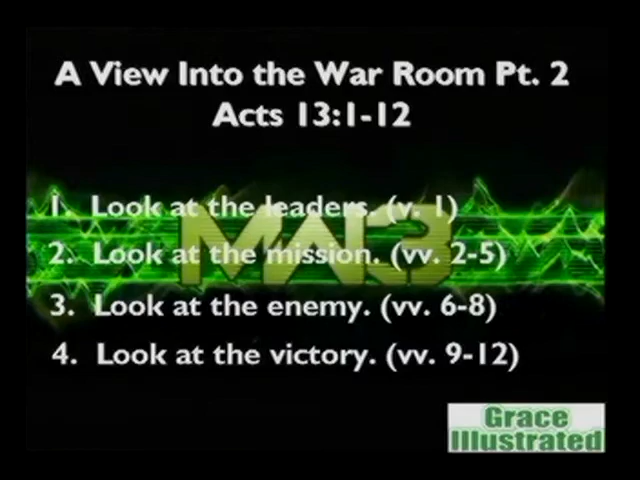 A View Into the War Room Pt. 2
Acts 13:1-12
1. Look at the leaders. (v. 1)
MW3
2. Look at the mission. (vv. 2-5)
3. Look at the enemy. (vv. 6-8)
4. Look at the victory. (vv. 9-12)
Grace
Illustrated